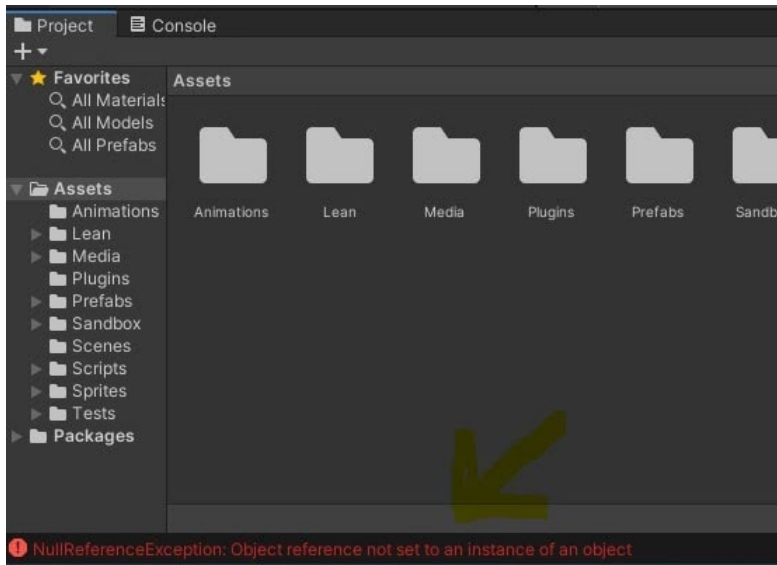 Project Console
Favorites
All Materials
All Models
All Prefabs
Assets
Animations
Lean
Media
Plugins
Prefabs
Sandbox
Scenes
Scripts
Sprites
Tests
Packages
Assets
Animations Lean Media Plugins Prefabs Sandb
NullReferenceException: Object reference not set to an instance of an object